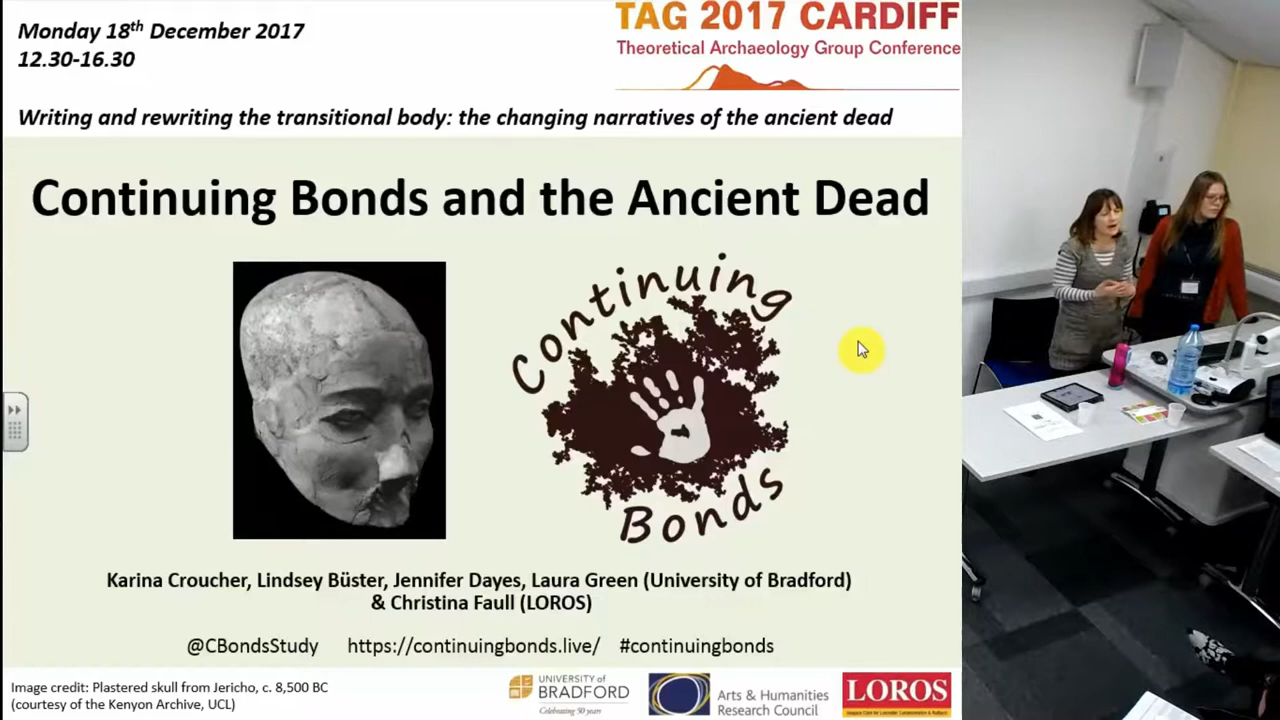 Monday 18th December 2017
12.30-16.30
TAG 2017 CARDIFF
Theoretical Archaeology Group Conference
Writing and rewriting the transitional body: the changing narratives of the ancient dead
Continuing Bonds and the Ancient Dead
Continuing
Bonds
Karina Croucher, Lindsey Büster, Jennifer Dayes, Laura Green (University of Bradford)
& Christina Faull (LOROS)
@CBondsStudy https://continuingbonds.live/ #continuingbonds
Image credit: Plastered skull from Jericho, c. 8,500 BC
(courtesy of the Kenyon Archive, UCL)
UNIVERSITY OF
BRADFORD
Celebrating 50 years
Arts & Humanities
Research Council
LOROS